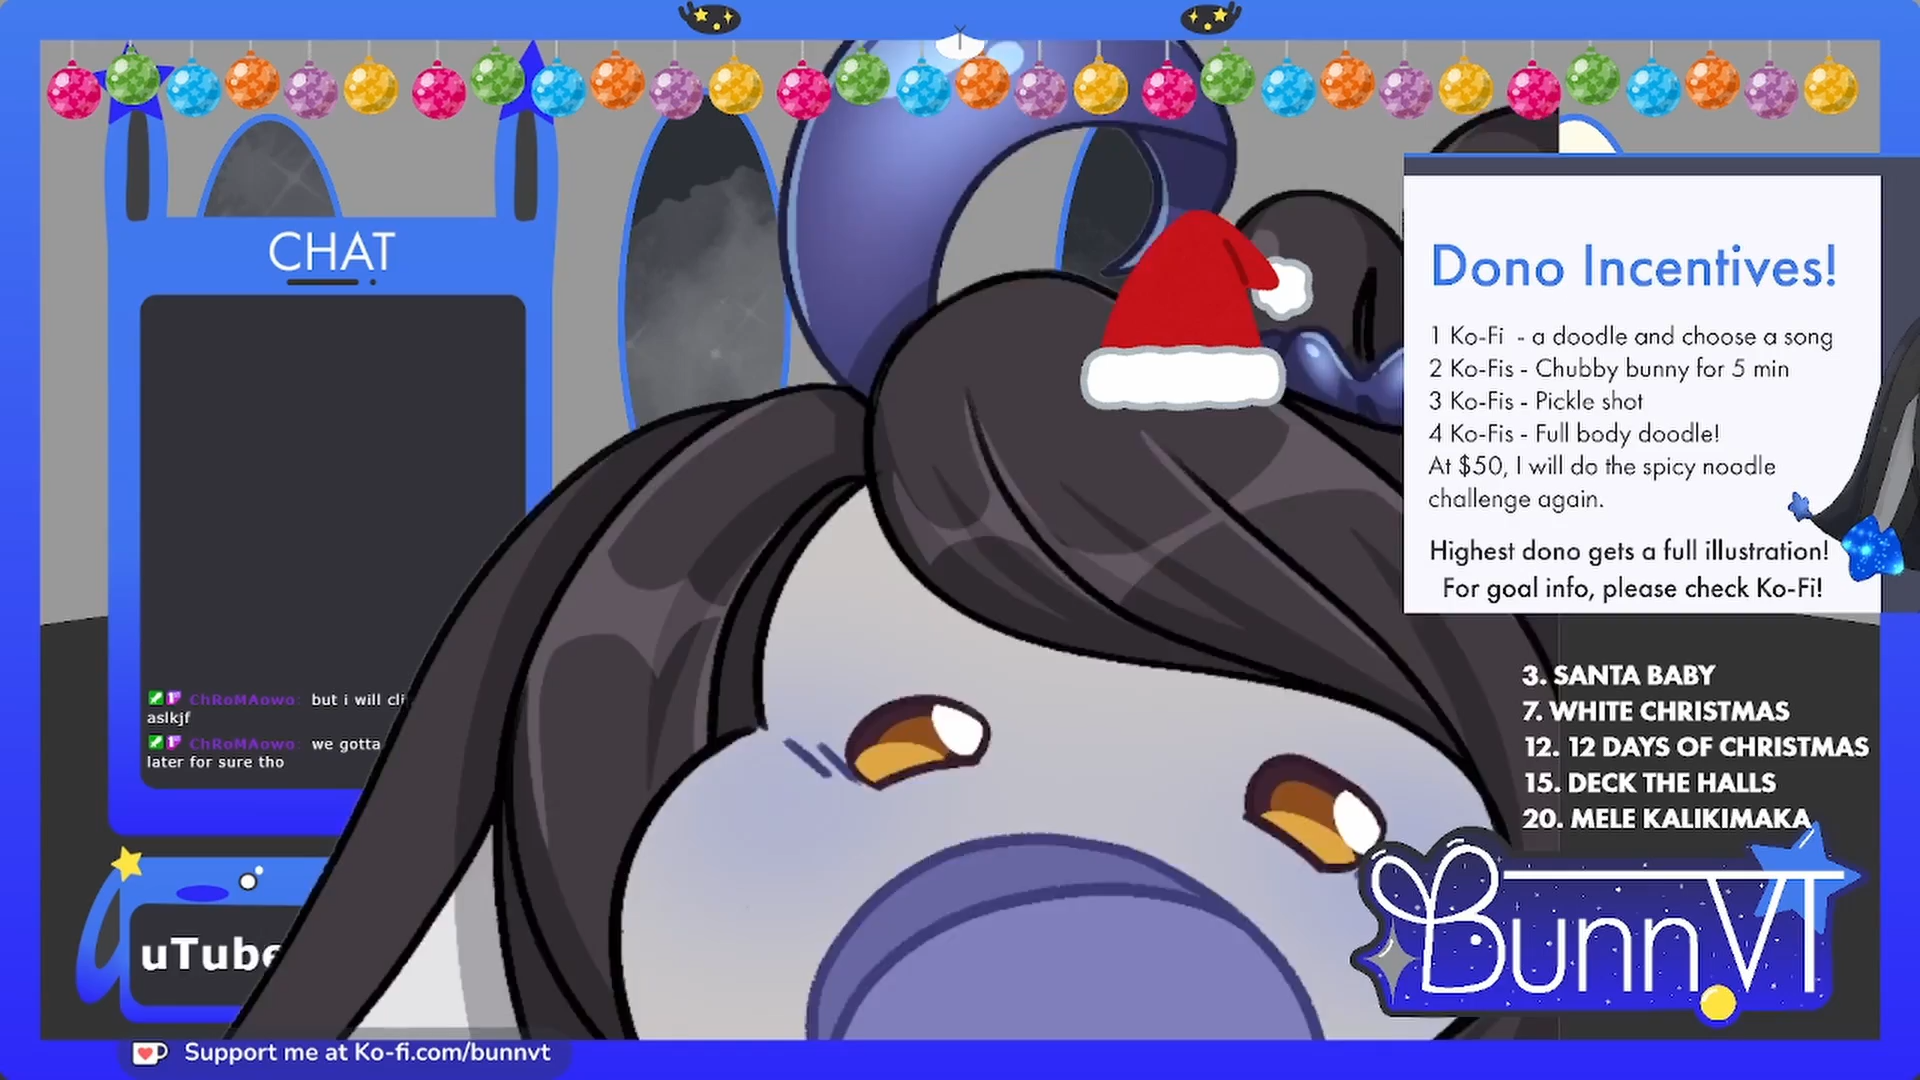 CHAT
ChRoMAowo: but i will cli
aslkjf
ChRoMAowo: we gotta
later for sure tho
uTube
Support me at Ko-fi.com/bunnvt
Dono Incentives!
1 Ko-Fi - a doodle and choose a song
2 Ko-Fis - Chubby bunny for 5 min
3 Ko-Fis - Pickle shot
4 Ko-Fis - Full body doodle!
At $50, I will do the spicy noodle
challenge again.
Highest dono gets a full illustration!
For goal info, please check Ko-Fi!
3. SANTA BABY
7. WHITE CHRISTMAS
12. 12 DAYS OF CHRISTMAS
15. DECK THE HALLS
20. MELE KALIKIMAKA
BunnVT